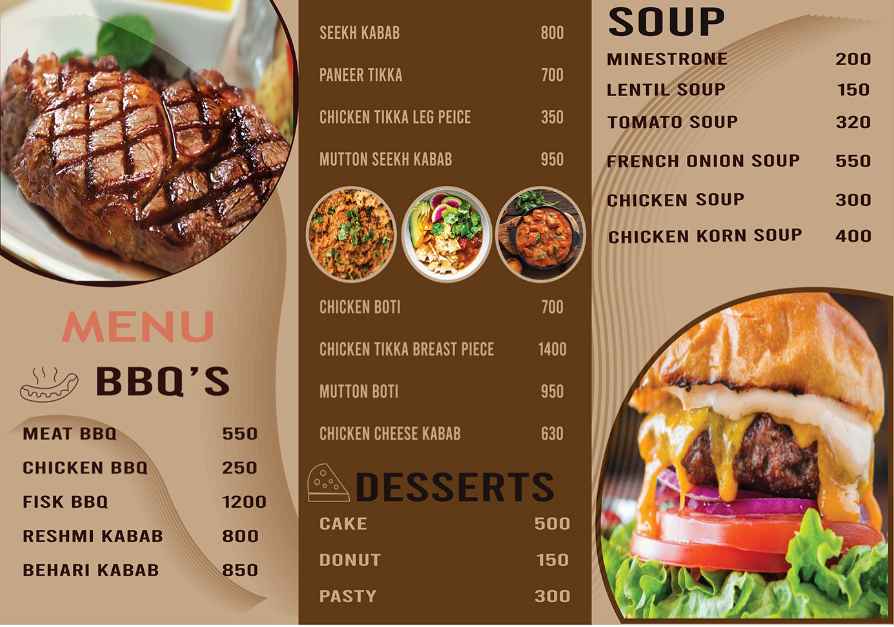 MENU
BBQ'S
MEAT BBQ 550
CHICKEN BBQ 250
FISK BBQ 1200
RESHMI KABAB 800
BEHARI KABAB 850
SEEKH KABAB 800
PANEER TIKKA 700
CHICKEN TIKKA LEG PEICE 350
MUTTON SEEKH KABAB 950
CHICKEN BOTI 700
CHICKEN TIKKA BREAST PIECE 1400
MUTTON BOTI 950
CHICKEN CHEESE KABAB 630
DESSERTS
CAKE 500
DONUT 150
PASTY 300
SOUP
MINESTRONE 200
LENTIL SOUP 150
TOMATO SOUP 320
FRENCH ONION SOUP 550
CHICKEN SOUP 300
CHICKEN KORN SOUP 400